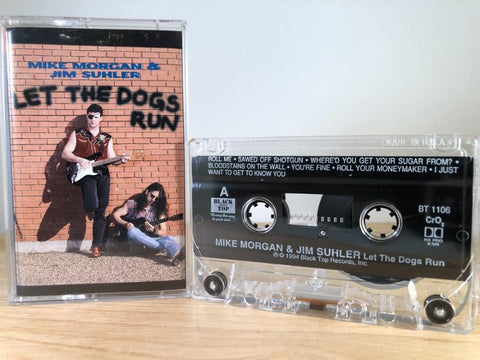 MIKE MORGAN &
JIM SUHLER
LET THE DOGS
RUN
MADE IN U.S.A.
ROLL ME • SAWED OFF SHOTGUN • WHERE'D YOU GET YOUR SUGAR FROM? •
BLOODSTAINS ON THE WALL • YOU'RE FINE • ROLL YOUR MONEYMAKER • I JUST
WANT TO GET TO KNOW YOU
A
BLACK
TOP
BT 1106
CrO2
MIKE MORGAN & JIM SUHLER Let The Dogs Run
℗ © 1994 Black Top Records, Inc.